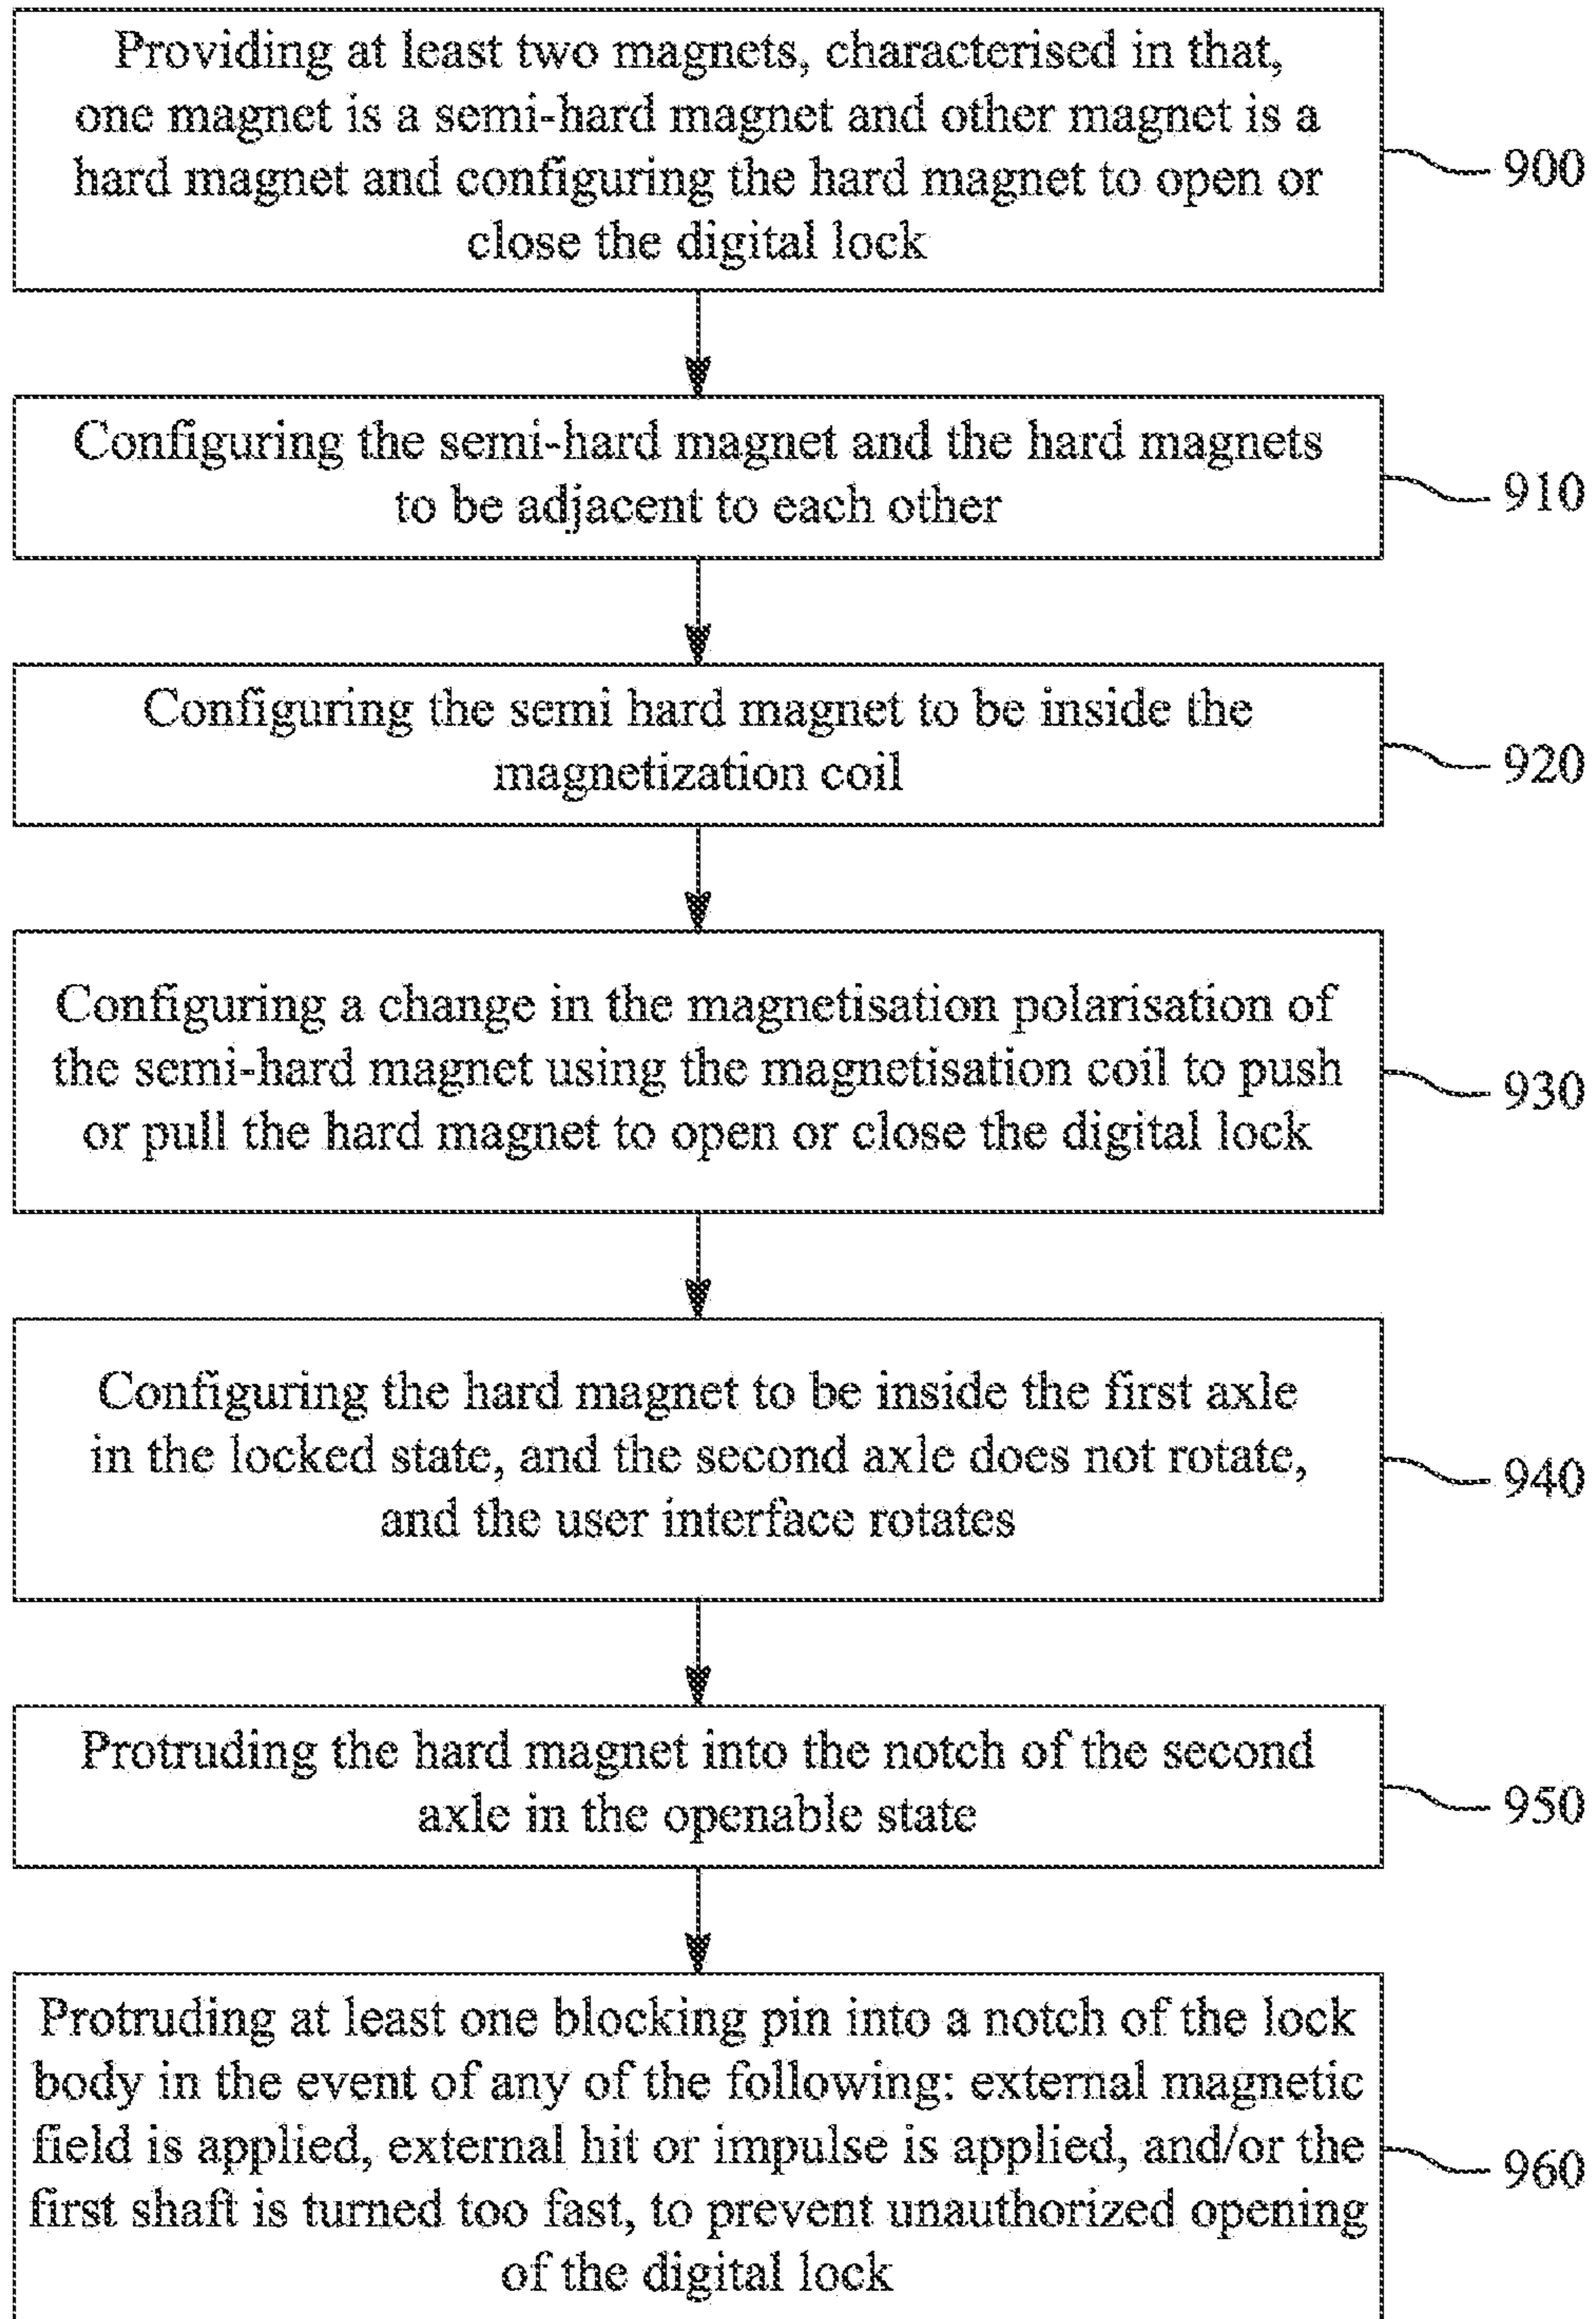 Providing at least two magnets, characterised in that,
one magnet is a semi-hard magnet and other magnet is a
hard magnet and configuring the hard magnet to open or
close the digital lock
900
Configuring the semi-hard magnet and the hard magnets
to be adjacent to each other
910
Configuring the semi hard magnet to be inside the
magnetization coil
920
Configuring a change in the magnetisation polarisation of
the semi-hard magnet using the magnetisation coil to push
or pull the hard magnet to open or close the digital lock
930
Configuring the hard magnet to be inside the first axle
in the locked state, and the second axle does not rotate,
and the user interface rotates
940
Protruding the hard magnet into the notch of the second
axle in the openable state
950
Protruding at least one blocking pin into a notch of the lock
body in the event of any of the following: external magnetic
field is applied, external hit or impulse is applied, and/or the
first shaft is turned too fast, to prevent unauthorized opening
of the digital lock
960